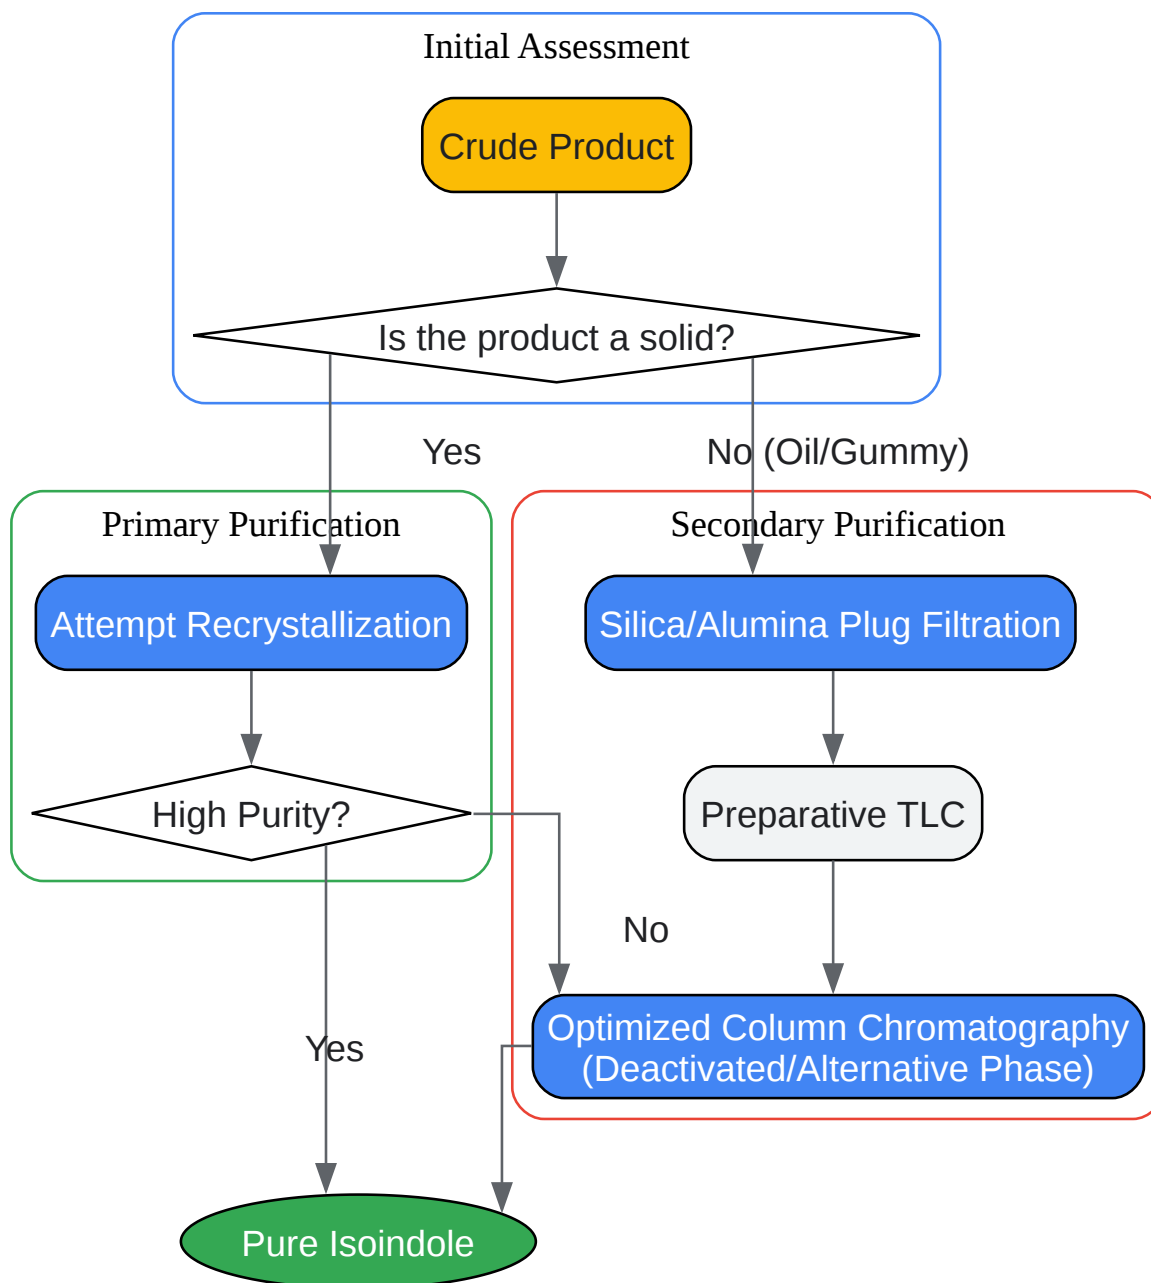 Initial Assessment
Crude Product
Is the product a solid?
Yes
No (Oil/Gummy)
Primary Purification
Secondary Purification
Attempt Recrystallization
Silica/Alumina Plug Filtration
High Purity?
Preparative TLC
No
Optimized Column Chromatography
(Deactivated/Alternative Phase)
Yes
Pure Isoindole